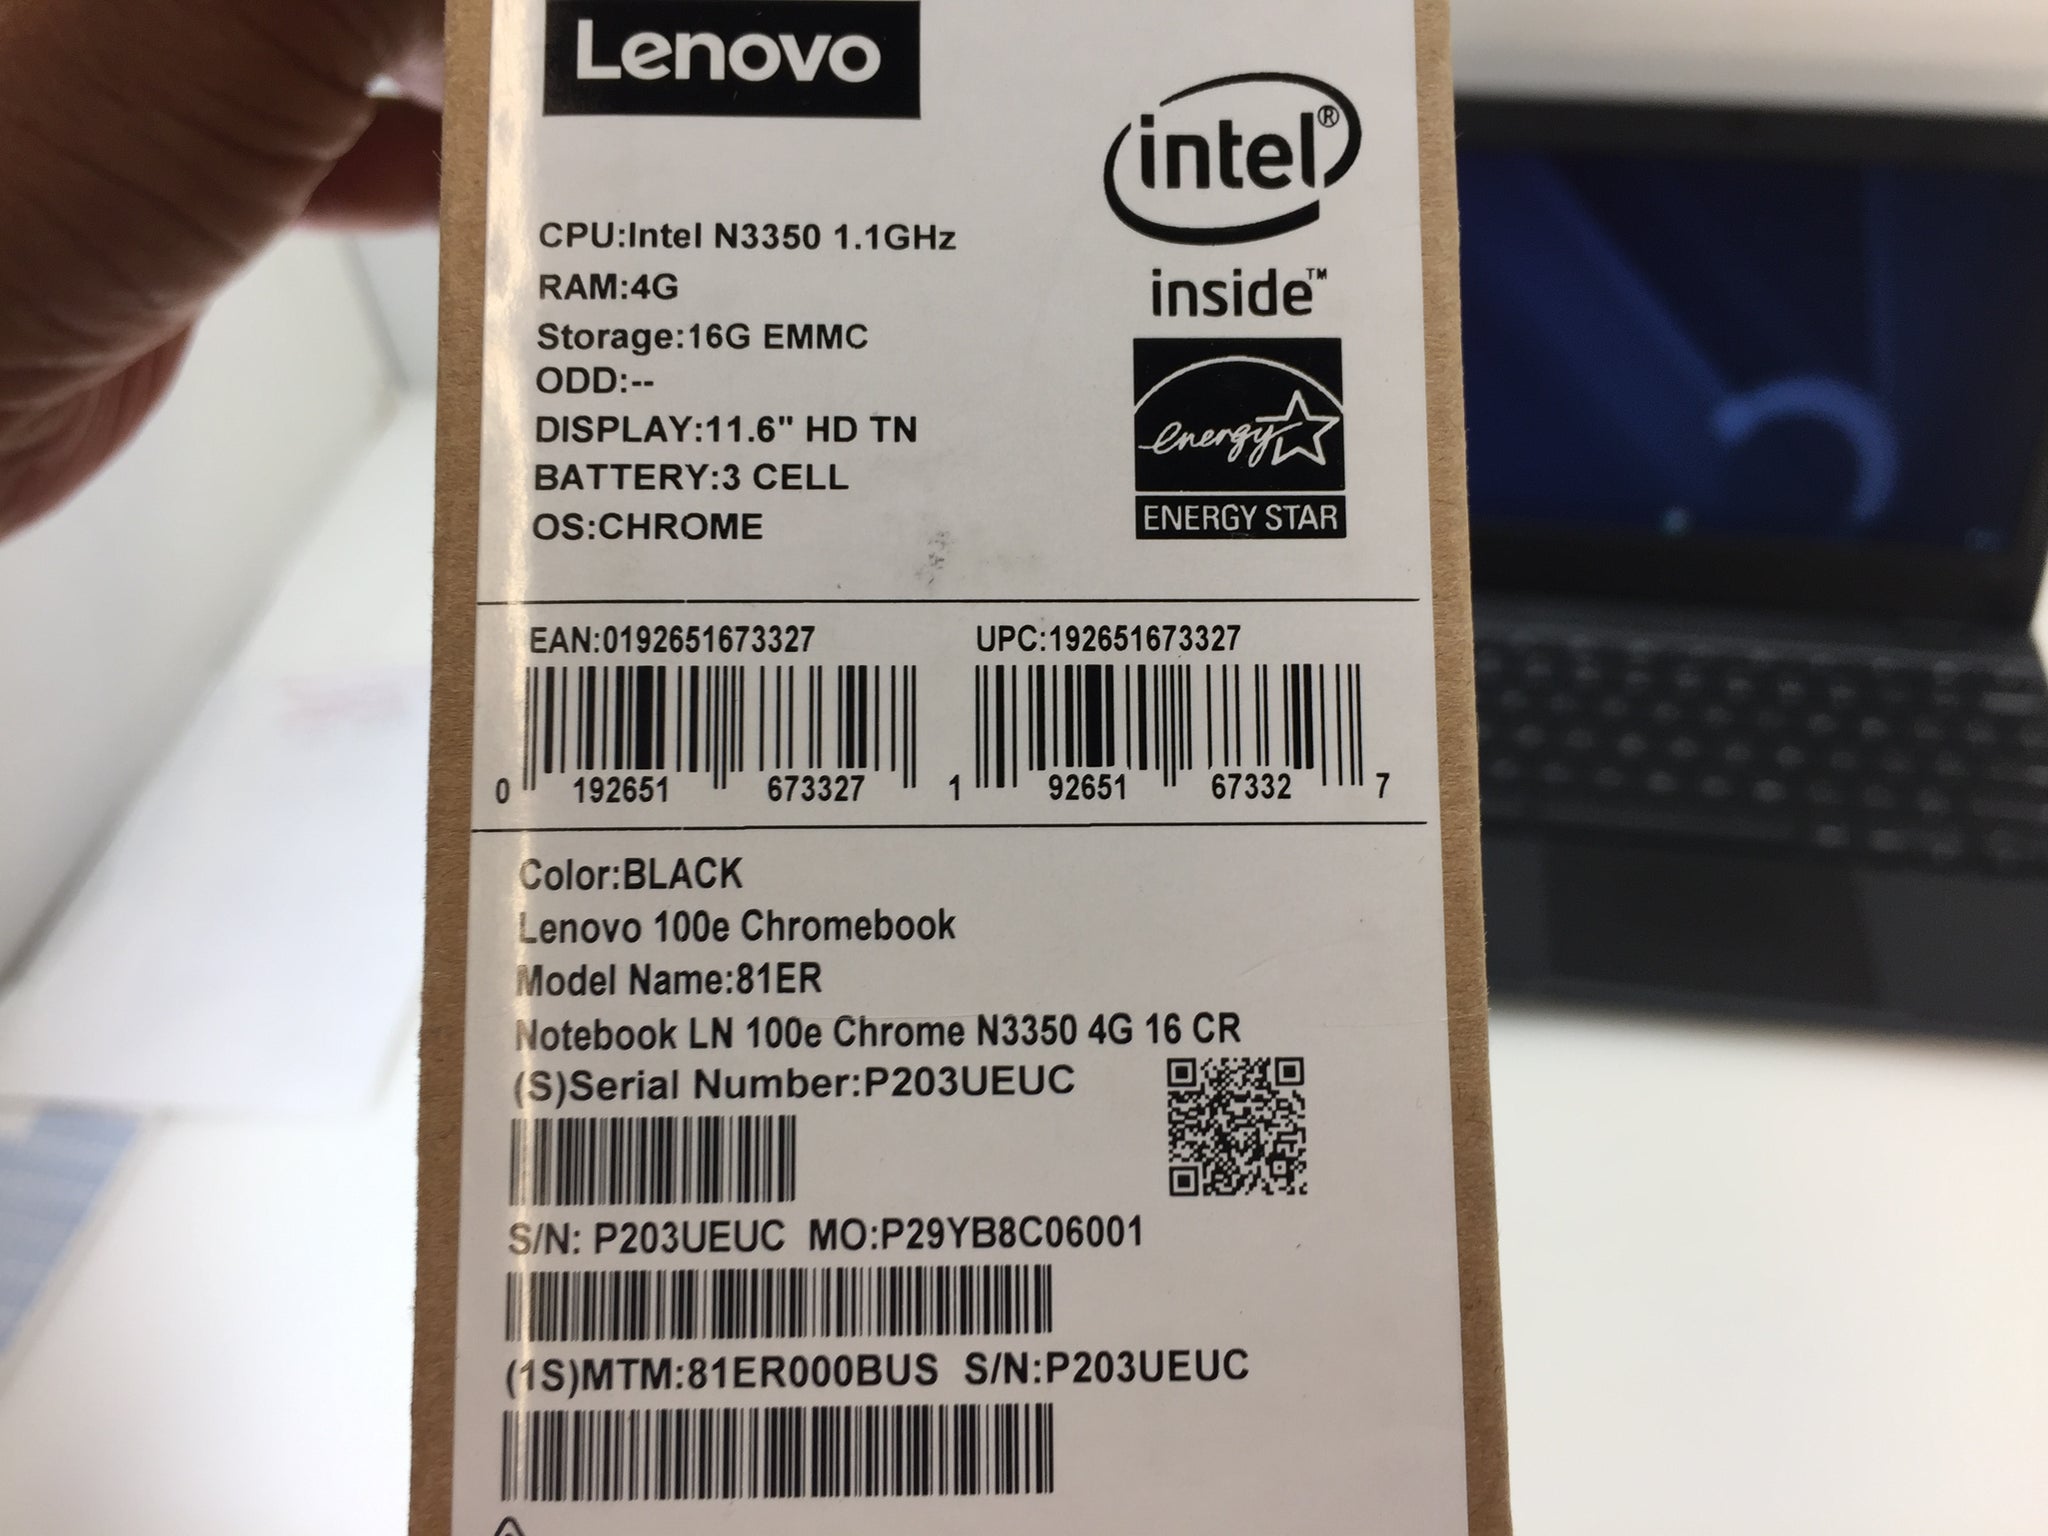 Lenovo
intel®
inside™
CPU:Intel N3350 1.1GHz
RAM:4G
Storage:16G EMMC
ODD:--
DISPLAY:11.6" HD TN
BATTERY:3 CELL
OS:CHROME
energy
ENERGY STAR
EAN:0192651673327
UPC:192651673327
0 192651 673327
1 92651 67332 7
Color:BLACK
Lenovo 100e Chromebook
Model Name:81ER
Notebook LN 100e Chrome N3350 4G 16 CR
(S)Serial Number:P203UEUC
S/N: P203UEUC MO:P29YB8C06001
(1S)MTM:81ER000BUS S/N:P203UEUC